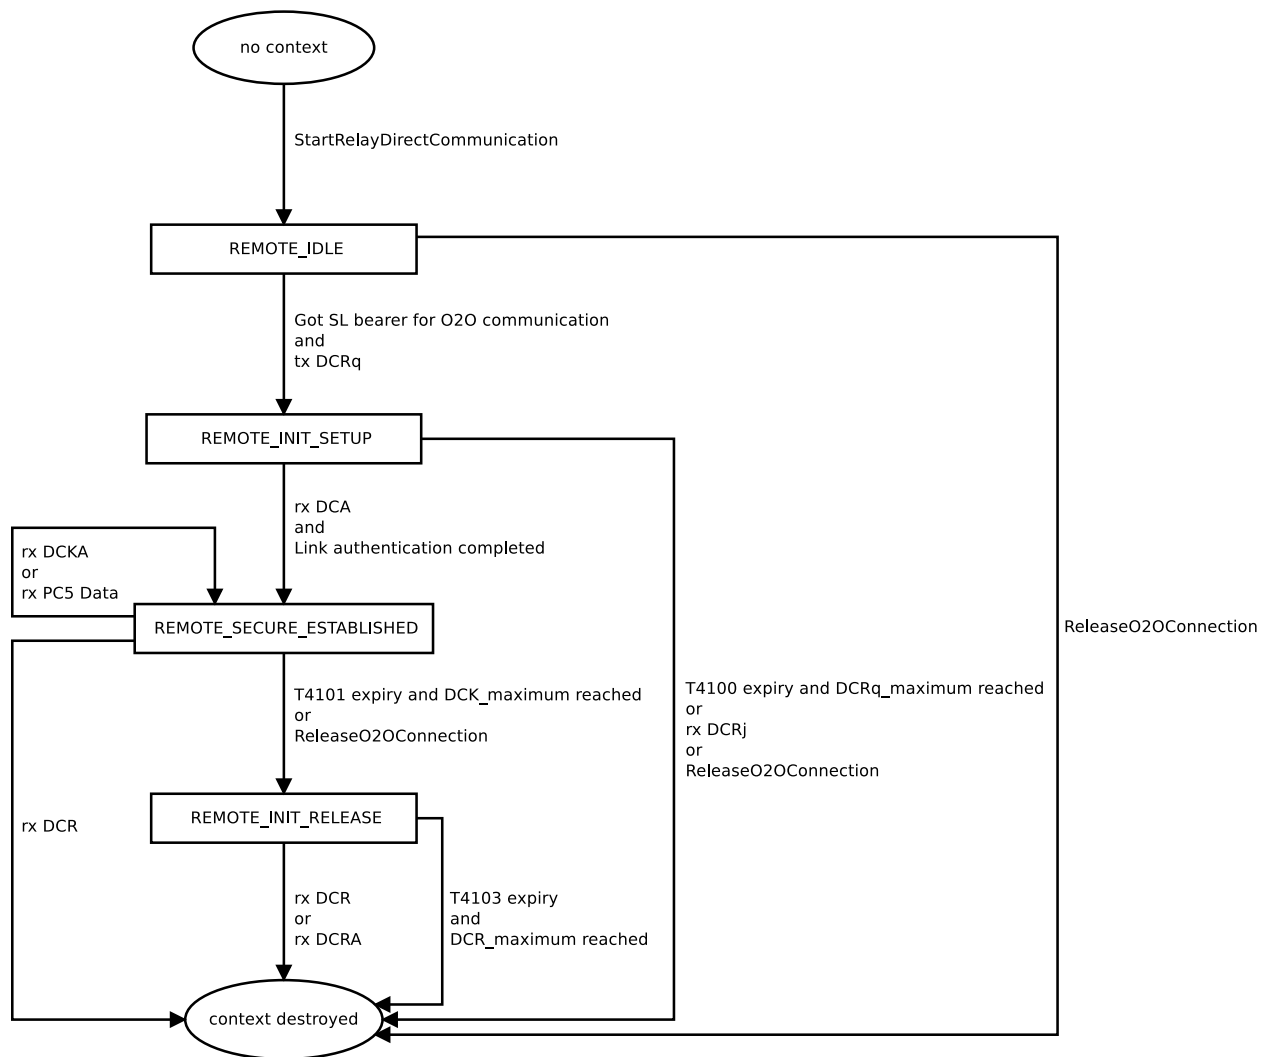 no context
StartRelayDirectCommunication
REMOTE_IDLE
Got SL bearer for O2O communication
and
tx DCRq
REMOTE_INIT_SETUP
rx DCA
and
Link authentication completed
rx DCKA
or
rx PC5 Data
REMOTE_SECURE_ESTABLISHED
ReleaseO2OConnection
T4101 expiry and DCK_maximum reached
or
ReleaseO2OConnection
T4100 expiry and DCRq_maximum reached
or
rx DCRj
or
ReleaseO2OConnection
REMOTE_INIT_RELEASE
rx DCR
rx DCR
or
rx DCRA
T4103 expiry
and
DCR_maximum reached
context destroyed